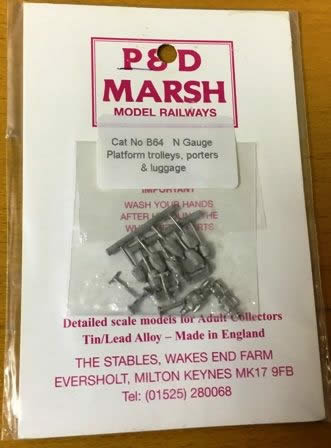 P&D
MARSH
MODEL RAILWAYS
Cat No B64 N Gauge
Platform trolleys, porters
& luggage
IMPORTANT
WASH YOUR HANDS
AFTER THE
Detailed scale models for Adult Collectors
Tin/Lead Alloy – Made in England
THE STABLES, WAKES END FARM
EVERSHOLT, MILTON KEYNES MK17 9FB
Tel: (01525) 280068